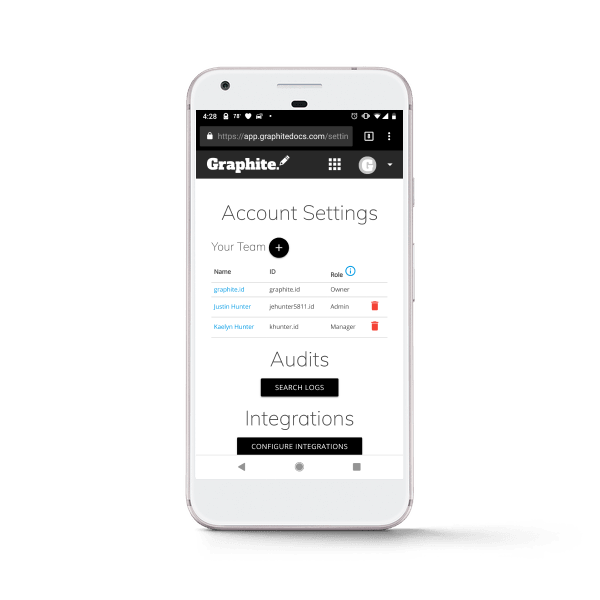 4:28 78°
https://app.graphitedocs.com/settin
Graphite. G
Account Settings
Your Team +
Name ID Role i
graphite.id graphite.id Owner
Justin Hunter jehunter5811.id Admin
Kaelyn Hunter khunter.id Manager
Audits
SEARCH LOGS
Integrations
CONFIGURE INTEGRATIONS